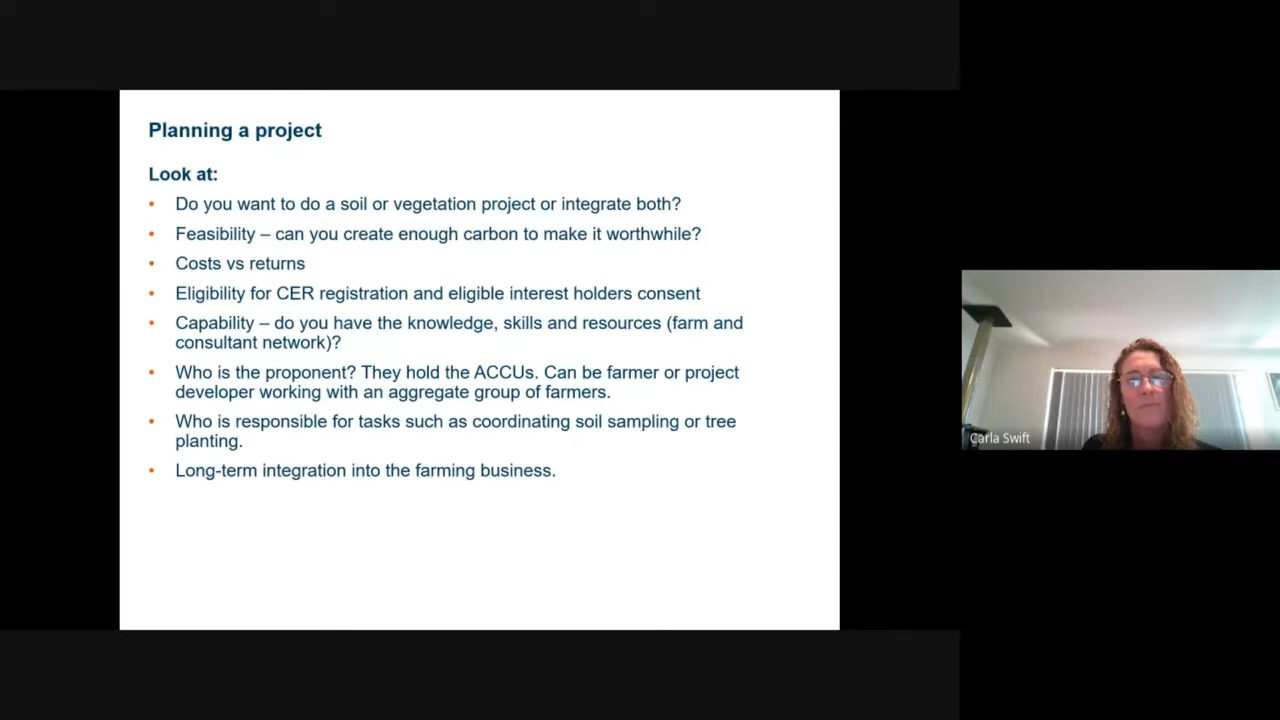 Planning a project
Look at:
• Do you want to do a soil or vegetation project or integrate both?
• Feasibility – can you create enough carbon to make it worthwhile?
• Costs vs returns
• Eligibility for CER registration and eligible interest holders consent
• Capability – do you have the knowledge, skills and resources (farm and
consultant network)?
• Who is the proponent? They hold the ACCUs. Can be farmer or project
developer working with an aggregate group of farmers.
• Who is responsible for tasks such as coordinating soil sampling or tree
planting.
• Long-term integration into the farming business.
Carla Swift